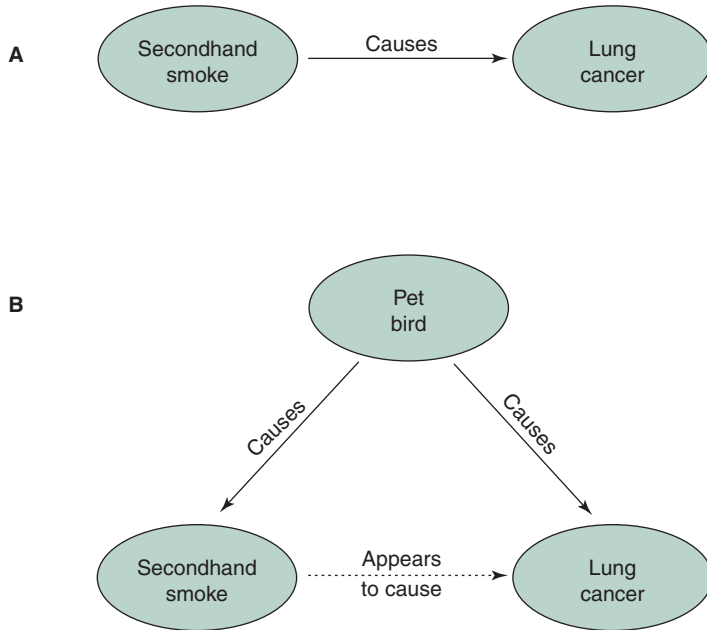 A
Secondhand
smoke
Causes
Lung
cancer
B
Pet
bird
Causes
Causes
Secondhand
smoke
Appears
to cause
Lung
cancer